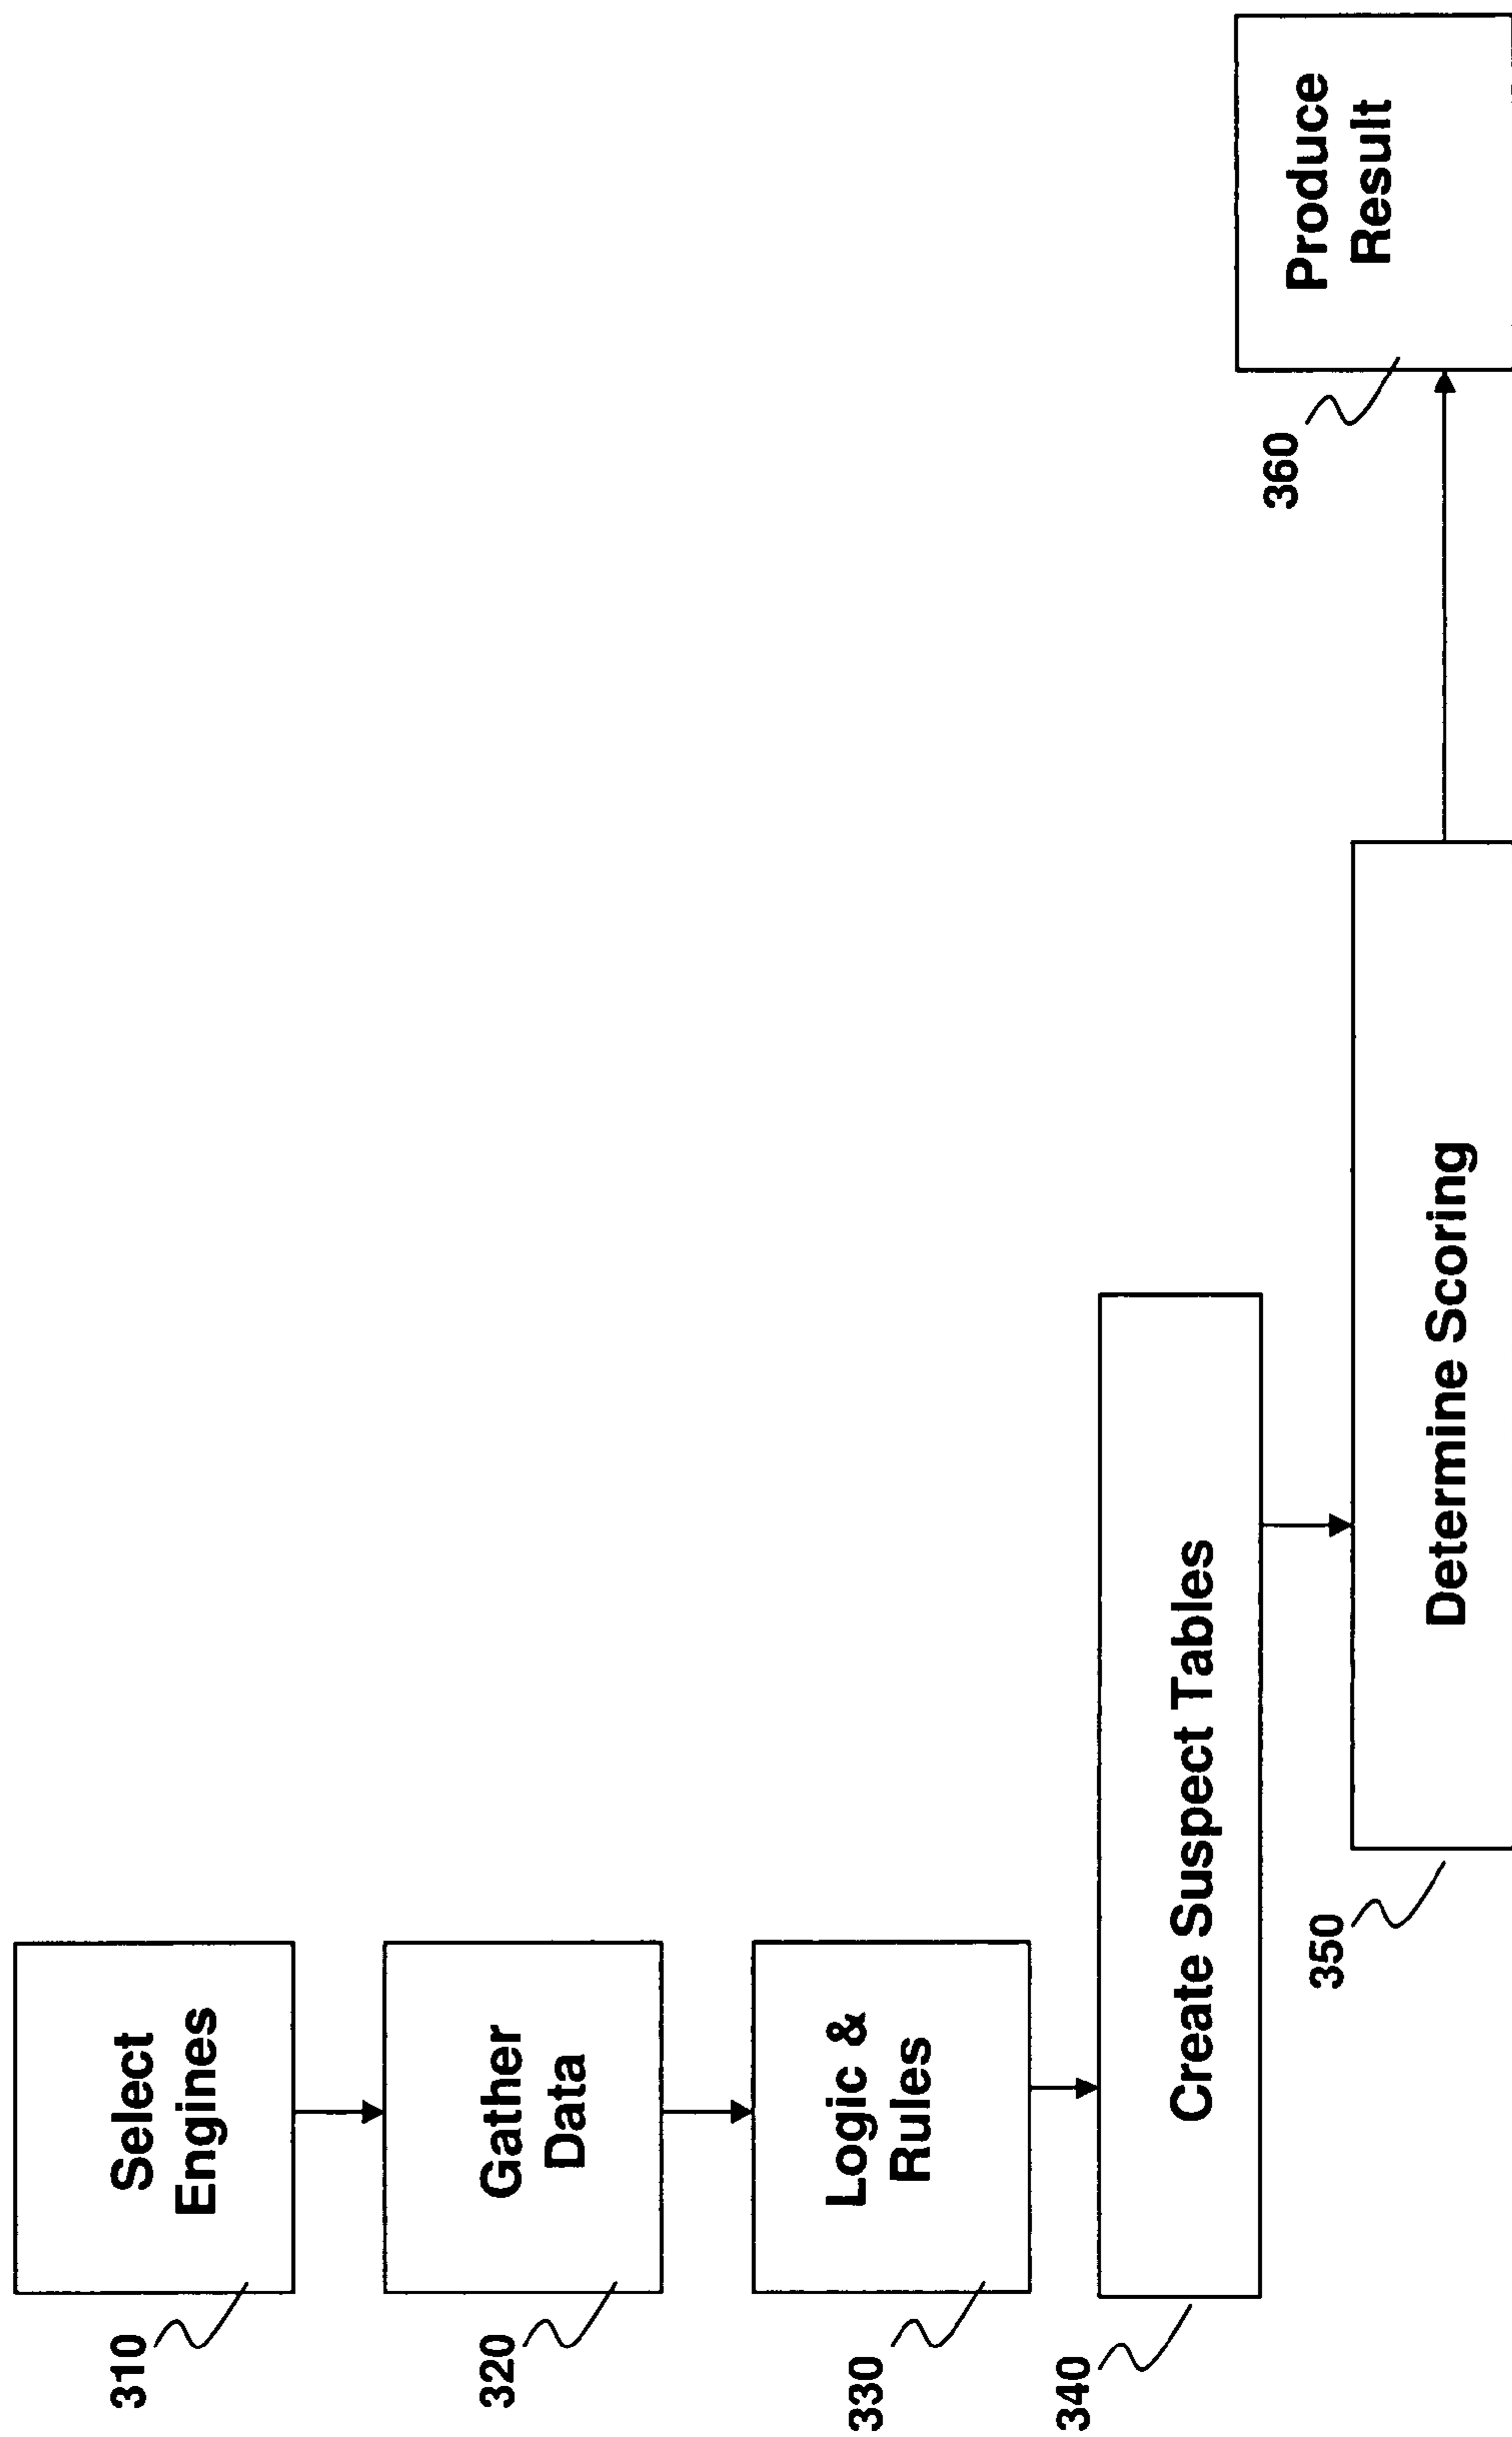 310
Select
Engines
320
Gather
Data
330
Logic &
Rules
340
Create Suspect Tables
350
Determine Scoring
360
Produce
Result